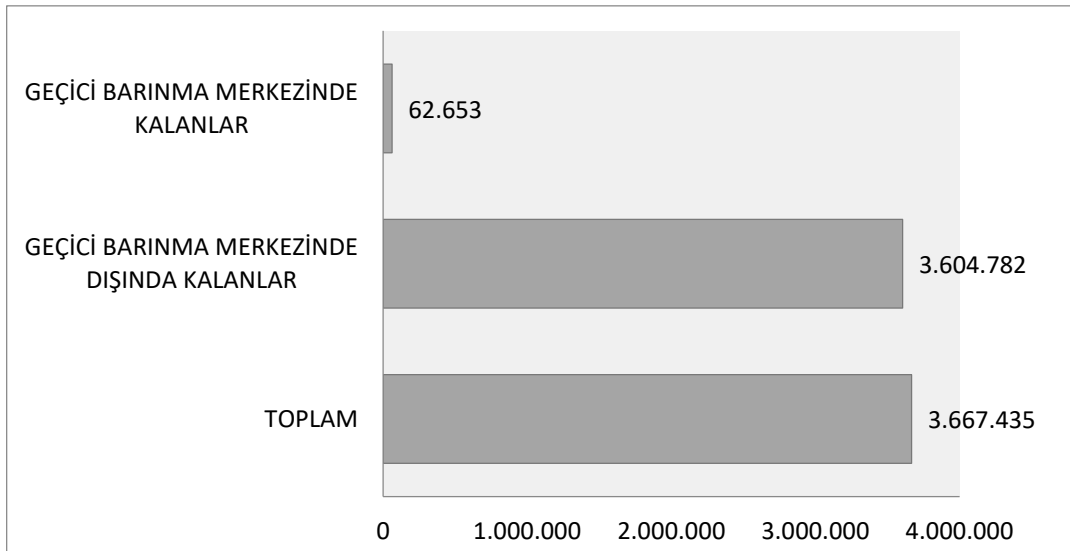 GEÇİCİ BARINMA MERKEZİNDE
KALANLAR
62.653
GEÇİCİ BARINMA MERKEZİNDE
DIŞINDA KALANLAR
3.604.782
TOPLAM
3.667.435
0
1.000.000
2.000.000
3.000.000
4.000.000